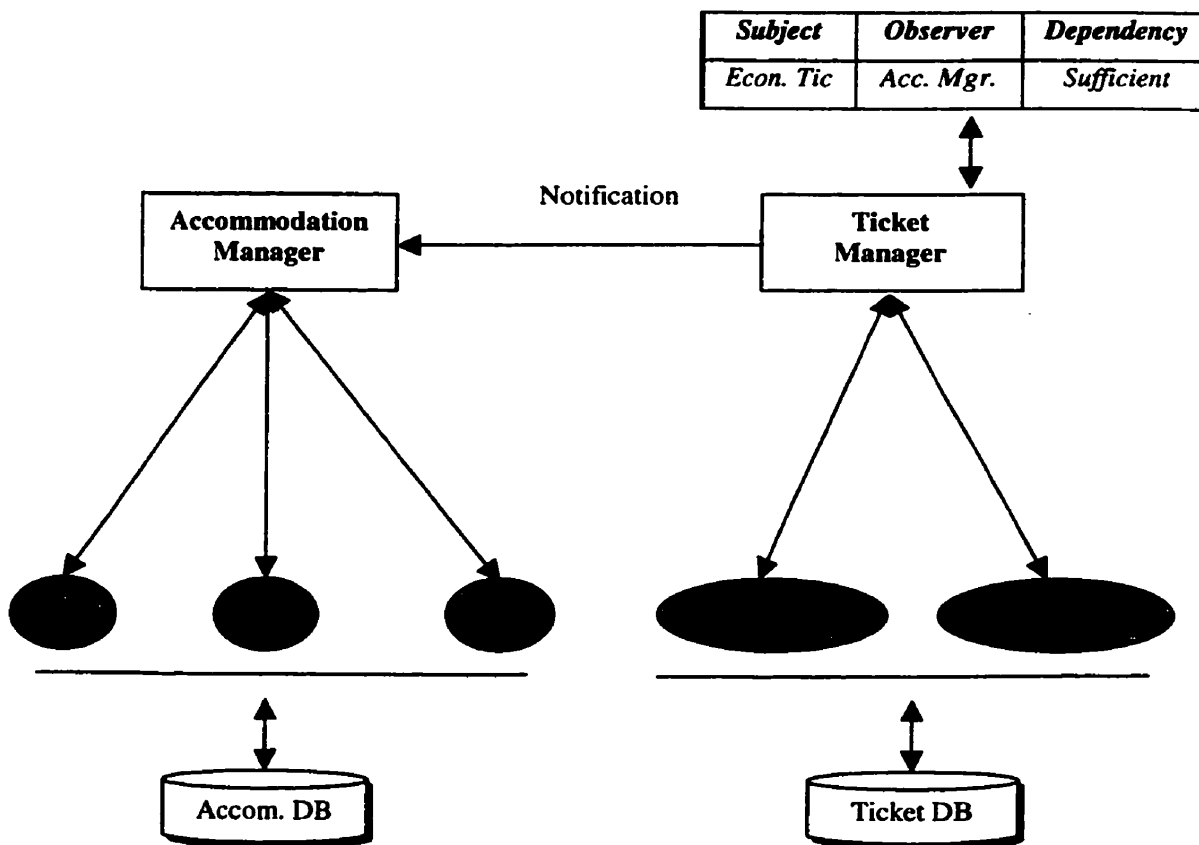 Subject Observer Dependency
Econ. Tic Acc. Mgr. Sufficient
Notification
Accommodation
Manager
Ticket
Manager
Accom. DB
Ticket DB